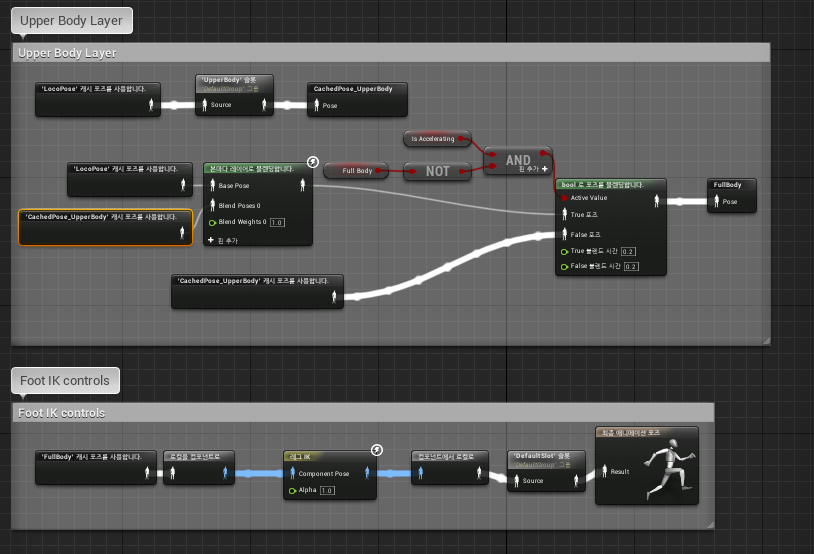 Upper Body Layer
Upper Body Layer
'LocoPose' 캐시 포즈를 사용합니다.
'UpperBody' 슬롯
'DefaultGroup' 그룹
Source
CachedPose_UpperBody
Pose
Is Accelerating
Full Body
NOT
AND
핀 추가
'LocoPose' 캐시 포즈를 사용합니다.
본마다 레이어로 블렌딩합니다.
Base Pose
Blend Poses 0
Blend Weights 0 1.0
핀 추가
'CachedPose_UpperBody' 캐시 포즈를 사용합니다.
bool 로 포즈를 블렌딩합니다.
Active Value
True 포즈
False 포즈
True 블렌드 시간 0.2
False 블렌드 시간 0.2
FullBody
Pose
'CachedPose_UpperBody' 캐시 포즈를 사용합니다.
Foot IK controls
Foot IK controls
'FullBody' 캐시 포즈를 사용합니다.
로컬을 컴포넌트로
레그 IK
Component Pose
Alpha 1.0
컴포넌트에서 로컬로
'DefaultSlot' 슬롯
'DefaultGroup' 그룹
Source
최종 애니메이션 포즈
Result